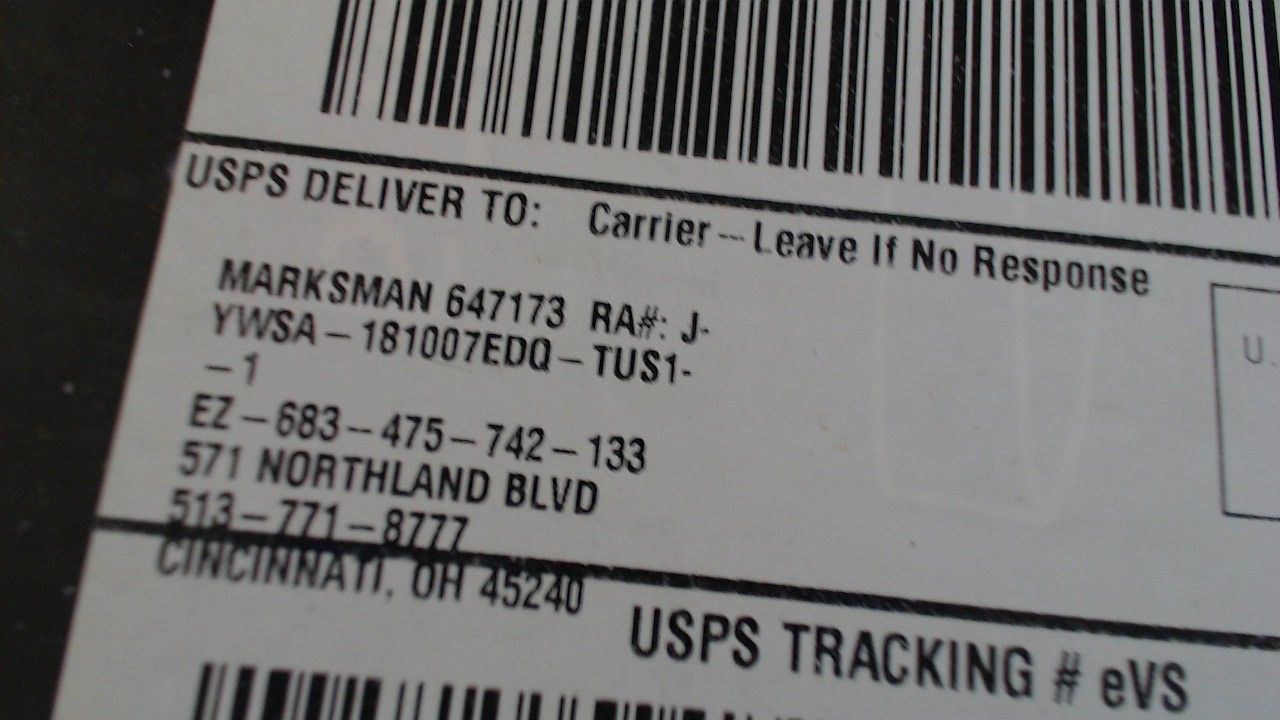 USPS DELIVER TO: Carrier -- Leave If No Response
MARKSMAN 647173 RA#: J-
YWSA-181007EDQ-TUS1-
-1
EZ-683-475-742-133
571 NORTHLAND BLVD
513-771-8777
CINCINNATI, OH 45240
U.
USPS TRACKING # eVS